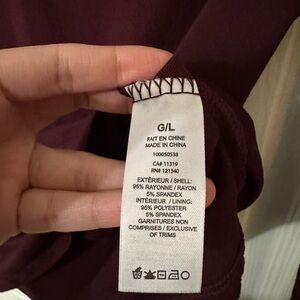 G/L
FAIT EN CHINE
MADE IN CHINA
100050538
CA# 11319
RN# 121340
EXTÉRIEUR / SHELL:
95% RAYONNE / RAYON
5% SPANDEX
INTÉRIEUR / LINING:
95% POLYESTER
5% SPANDEX
GARNITURES NON
COMPRISES / EXCLUSIVE
OF TRIMS